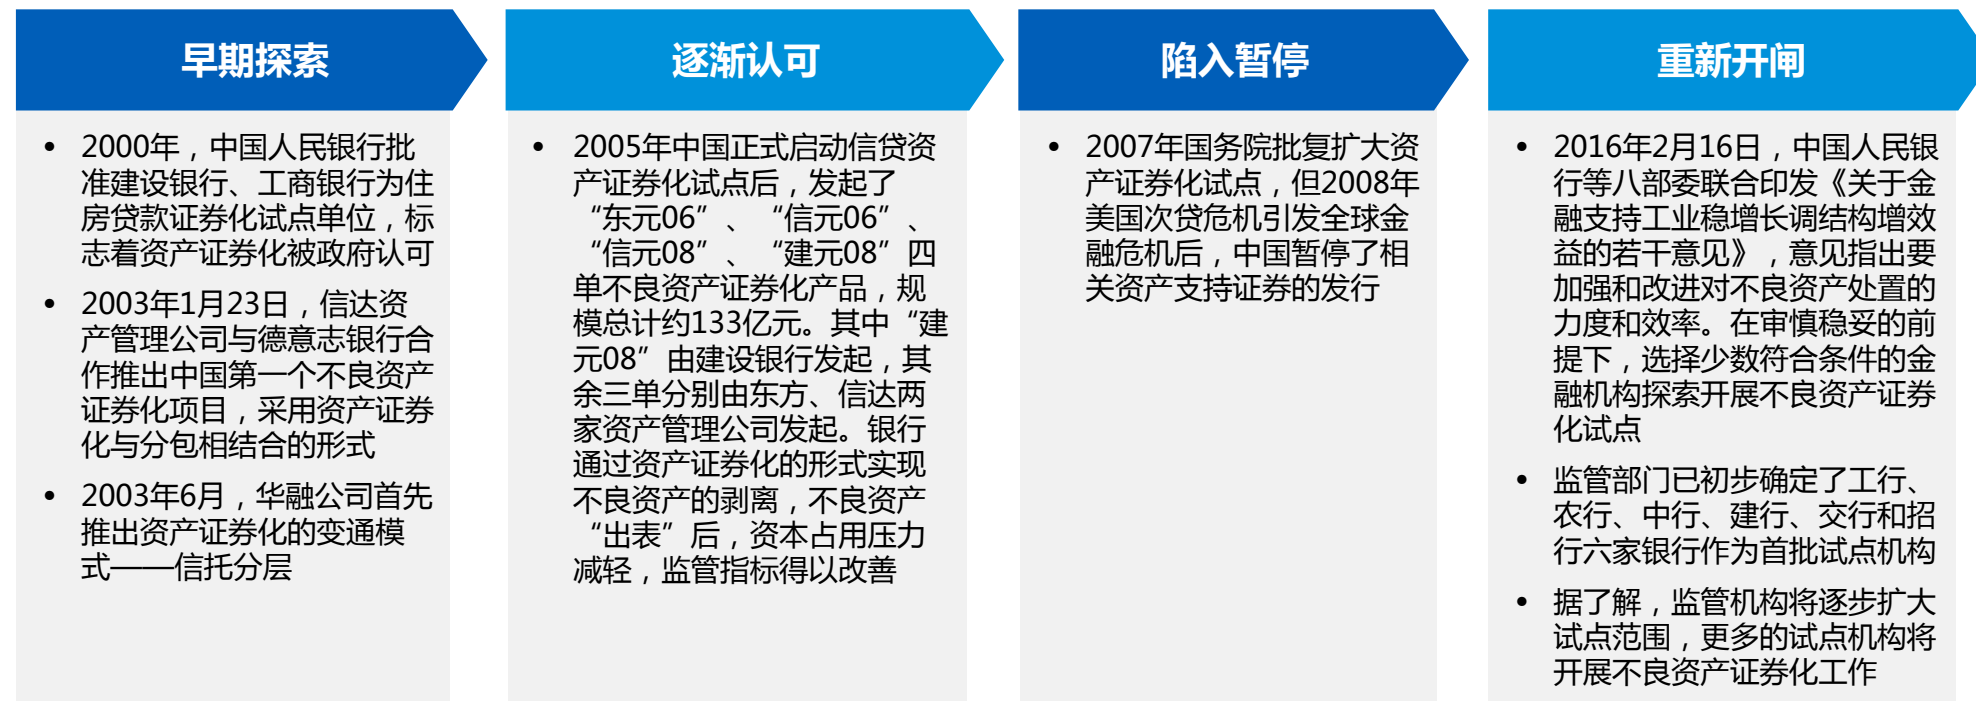 早期探索
• 2000年，中国人民银行批
准建设银行、工商银行为住
房贷款证券化试点单位，标
志着资产证券化被政府认可
• 2003年1月23日，信达资
产管理公司与德意志银行合
作推出中国第一个不良资产
证券化项目，采用资产证券
化与分包相结合的形式
• 2003年6月，华融公司首先
推出资产证券化的变通模
式——信托分层
逐渐认可
• 2005年中国正式启动信贷资
产证券化试点后，发起了
“东元06”、“信元06”、
“信元08”、“建元08”四
单不良资产证券化产品，规
模总计约133亿元。其中“建
元08”由建设银行发起，其
余三单分别由东方、信达两
家资产管理公司发起。银行
通过资产证券化的形式实现
不良资产的剥离，不良资产
“出表”后，资本占用压力
减轻，监管指标得以改善
陷入暂停
• 2007年国务院批复扩大资
产证券化试点，但2008年
美国次贷危机引发全球金
融危机后，中国暂停了相
关资产支持证券的发行
重新开闸
• 2016年2月16日，中国人民银
行等八部委联合印发《关于金
融支持工业稳增长调结构增效
益的若干意见》，意见指出要
加强和改进对不良资产处置的
力度和效率。在审慎稳妥的前
提下，选择少数符合条件的金
融机构探索开展不良资产证券
化试点
• 监管部门已初步确定了工行、
农行、中行、建行、交行和招
行六家银行作为首批试点机构
• 据了解，监管机构将逐步扩大
试点范围，更多的试点机构将
开展不良资产证券化工作